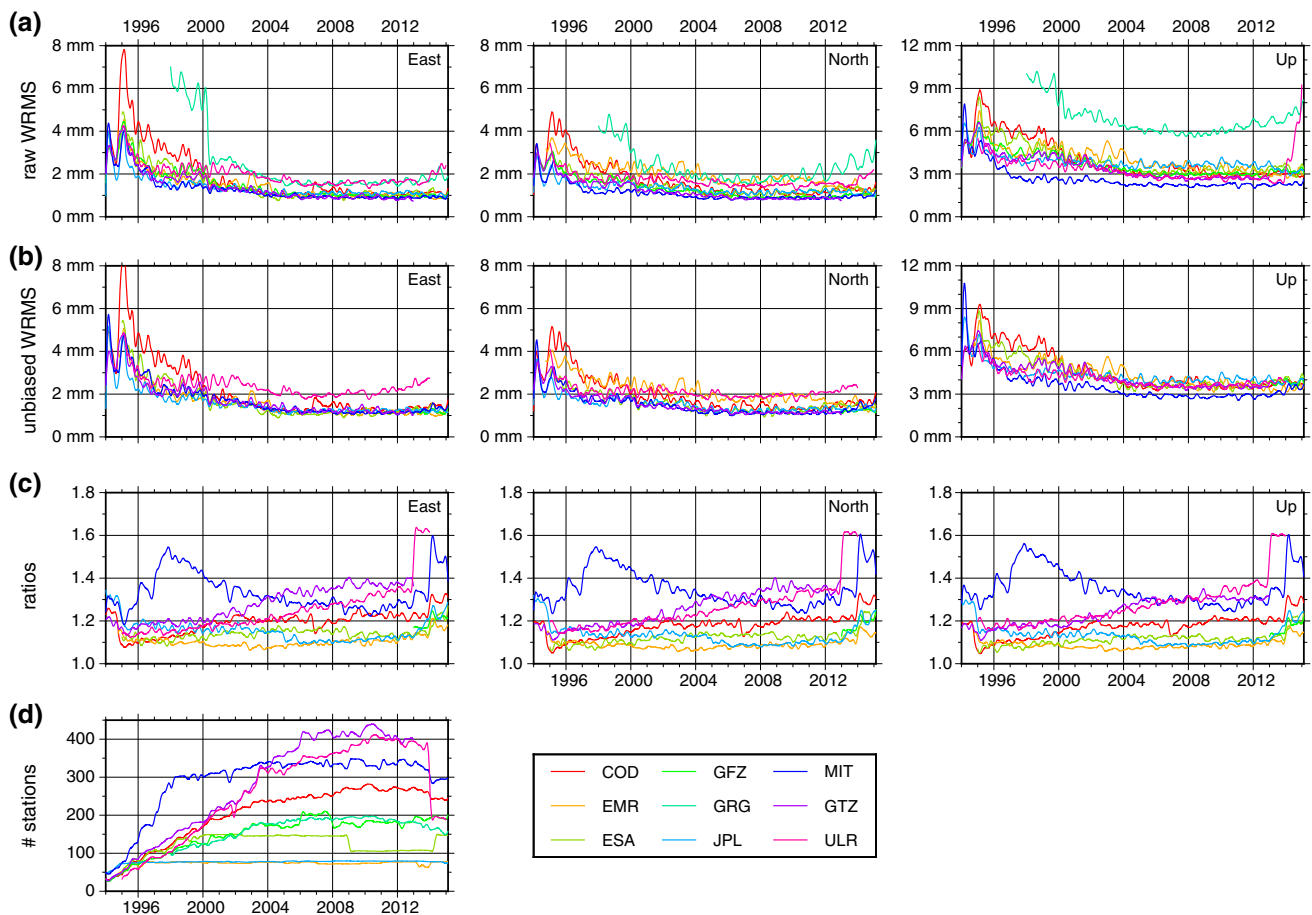 (a)
1996 2000 2004 2008 2012
1996 2000 2004 2008 2012
1996 2000 2004 2008 2012
raw WRMS
8 mm
6 mm
4 mm
2 mm
0 mm
East
8 mm
6 mm
4 mm
2 mm
0 mm
North
12 mm
9 mm
6 mm
3 mm
0 mm
Up
(b)
unbiased WRMS
8 mm
6 mm
4 mm
2 mm
0 mm
East
8 mm
6 mm
4 mm
2 mm
0 mm
North
12 mm
9 mm
6 mm
3 mm
0 mm
Up
(c)
ratios
1.8
1.6
1.4
1.2
1.0
East
1.8
1.6
1.4
1.2
1.0
North
1996 2000 2004 2008 2012
1.8
1.6
1.4
1.2
1.0
Up
1996 2000 2004 2008 2012
(d)
# stations
400
300
200
100
0
1996 2000 2004 2008 2012
COD GFZ MIT
EMR GRG GTZ
ESA JPL ULR